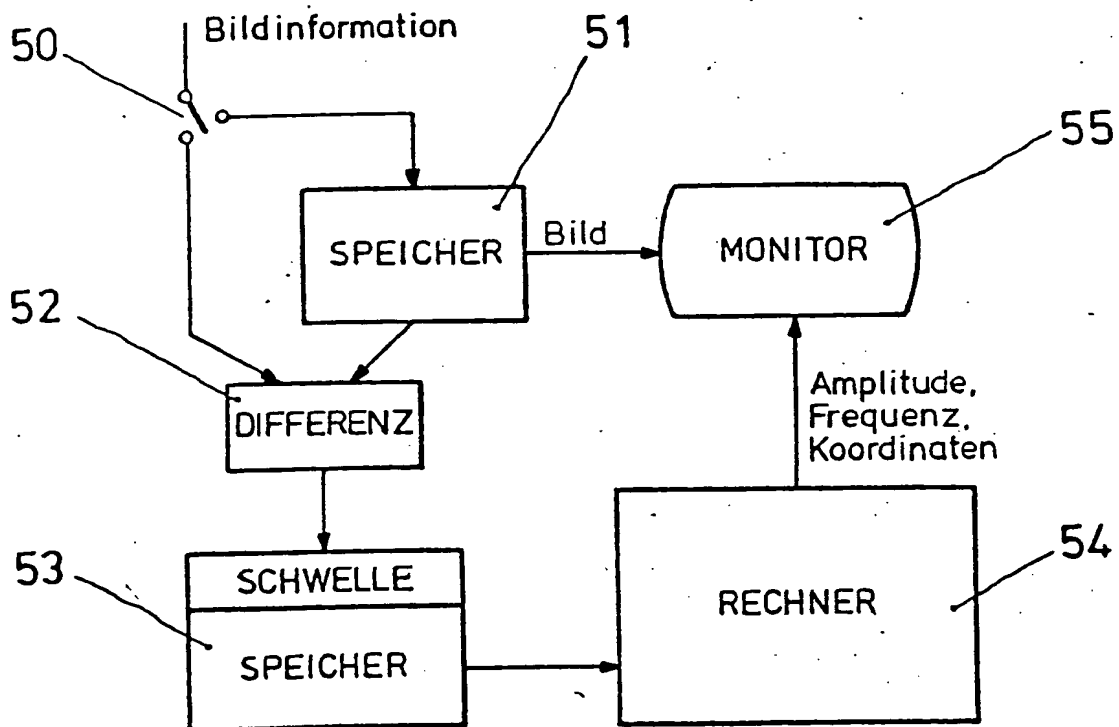 50
Bildinformation
51
55
SPEICHER
Bild
MONITOR
52
DIFFERENZ
Amplitude,
Frequenz,
Koordinaten
53
SCHWELLE
SPEICHER
RECHNER
54